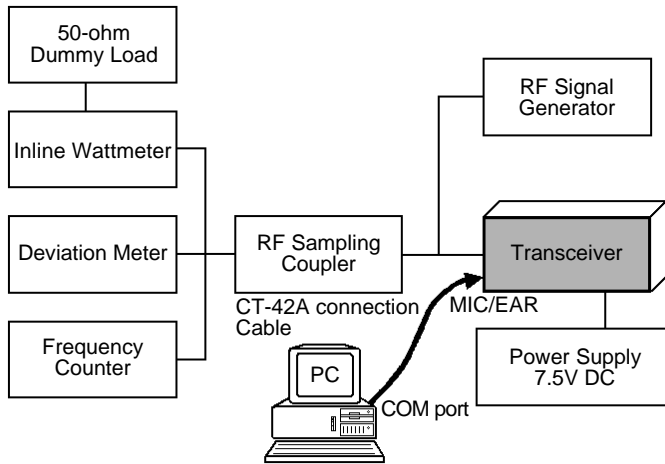 50-ohm
Dummy Load
RF Signal
Generator
Inline Wattmeter
Deviation Meter
RF Sampling
Coupler
Transceiver
CT-42A connection
Cable
MIC/EAR
Frequency
Counter
PC
Power Supply
7.5V DC
COM port